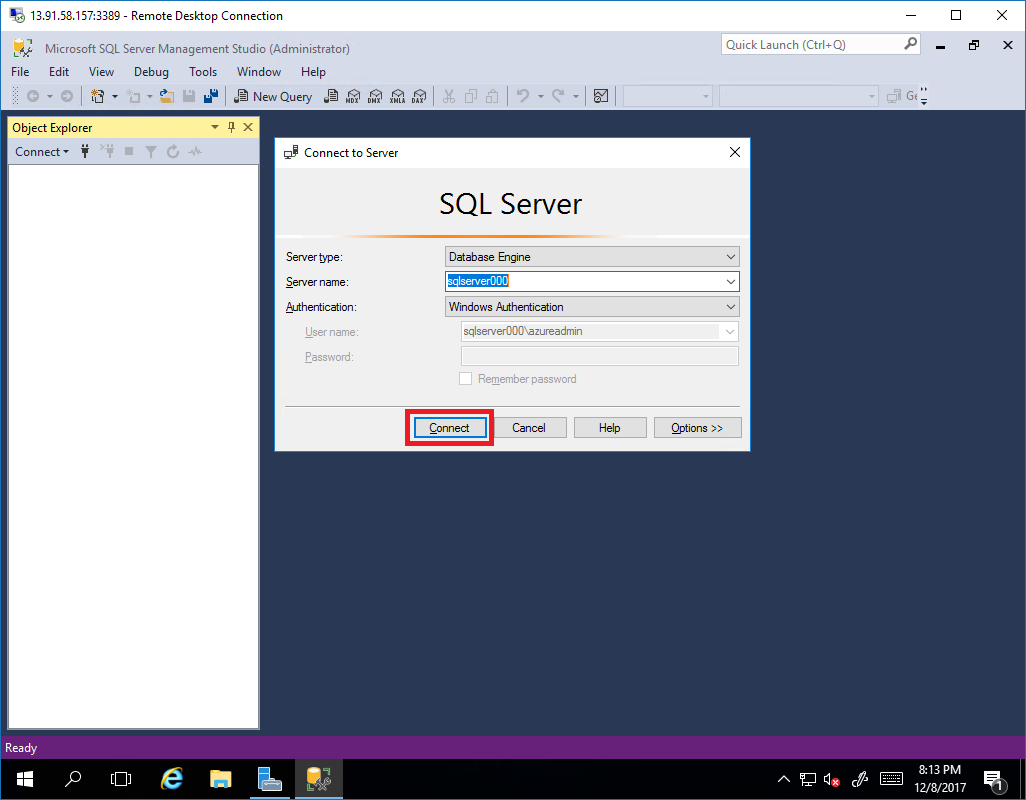 13.91.58.157:3389 - Remote Desktop Connection
Microsoft SQL Server Management Studio (Administrator)
Quick Launch (Ctrl+Q)
File Edit View Debug Tools Window Help
New Query MDX DMX XMLA DAX
Object Explorer
Connect
Connect to Server
SQL Server
Server type: Database Engine
Server name: sqlserver000
Authentication: Windows Authentication
User name: sqlserver000\azureadmin
Password:
Remember password
Connect Cancel Help Options >>
Ready
8:13 PM
12/8/2017
1